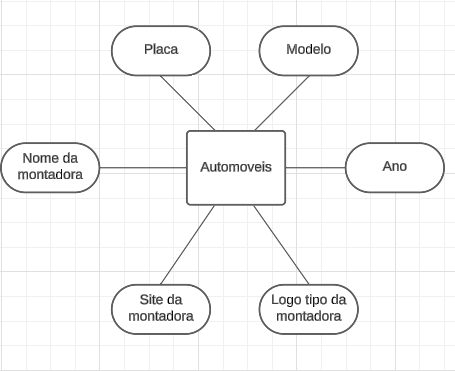 Placa
Modelo
Nome da
montadora
Automoveis
Ano
Site da
montadora
Logo tipo da
montadora